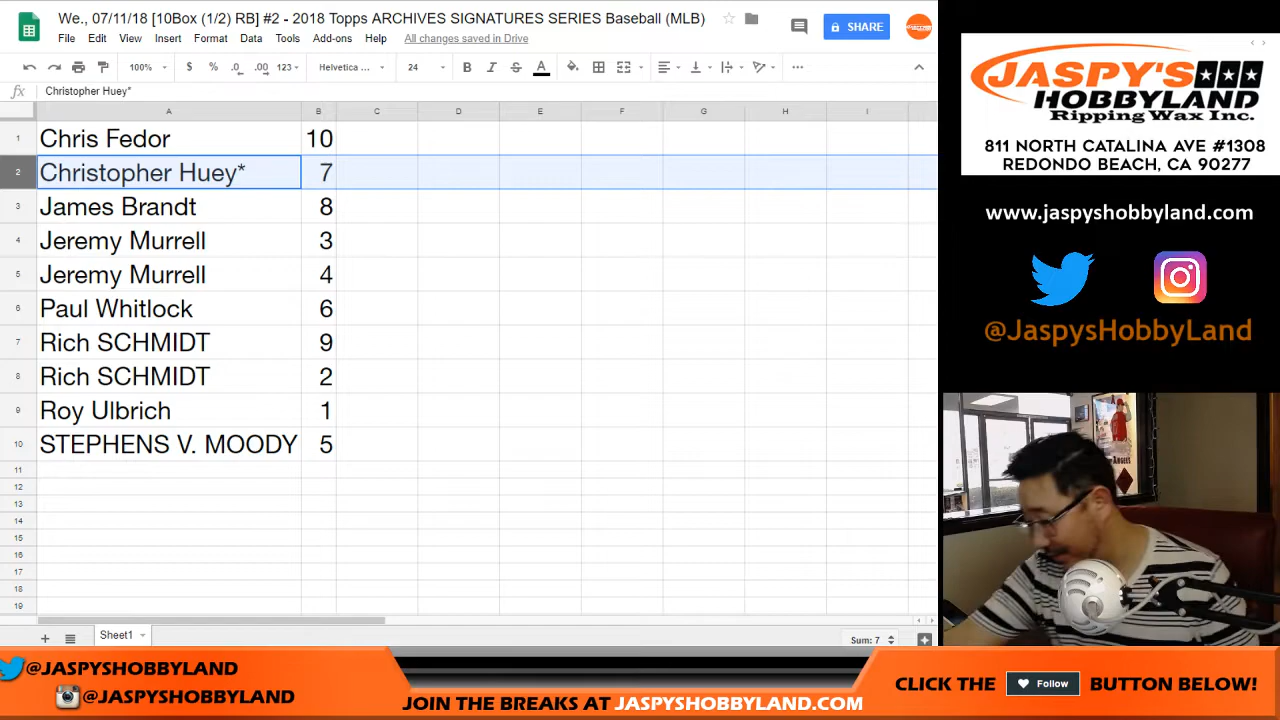 We., 07/11/18 [10Box (1/2) RB] #2 - 2018 Topps ARCHIVES SIGNATURES SERIES Baseball (MLB)
File Edit View Insert Format Data Tools Add-ons Help All changes saved in Drive
SHARE
100% $ % .0 .00 123 Helvetica ... 24 B I S A
fx Christopher Huey*
A B C D E F G H I
1 Chris Fedor 10
2 Christopher Huey* 7
3 James Brandt 8
4 Jeremy Murrell 3
5 Jeremy Murrell 4
6 Paul Whitlock 6
7 Rich SCHMIDT 9
8 Rich SCHMIDT 2
9 Roy Ulbrich 1
10 STEPHENS V. MOODY 5
11
12
13
14
15
16
17
18
19
Sheet1
Sum: 7
JASPY'S
HOBBYLAND
Ripping Wax Inc.
811 NORTH CATALINA AVE #1308
REDONDO BEACH, CA 90277
www.jaspyshobbyland.com
@JaspysHobbyLand
@JASPYSHOBBYLAND
@JASPYSHOBBYLAND
JOIN THE BREAKS AT JASPYSHOBBYLAND.COM
CLICK THE Follow BUTTON BELOW!